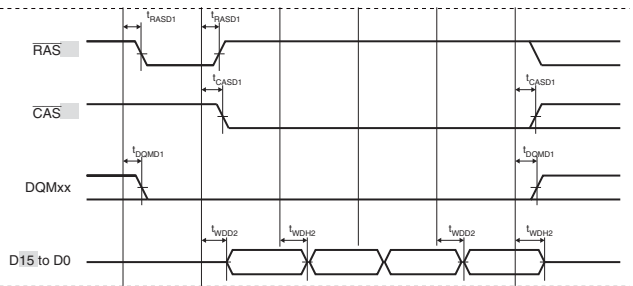 tRASD1 tRASD1
RAS
tCASD1 tCASD1
CAS
tDQMD1 tDQMD1
DQMxx
tWDD2 tWDH2 tWDD2 tWDH2
D15 to D0